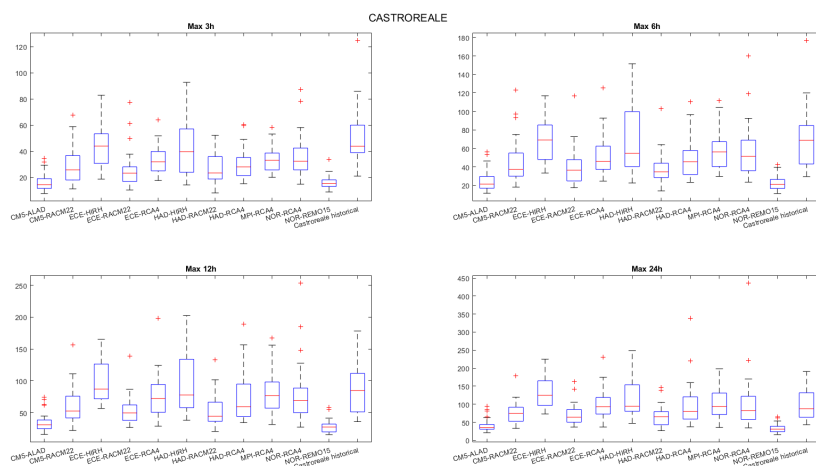 CASTROREALE
Max 3h
120
100
80
60
40
20
CM5-ALAD
CM5-RACM22
ECE-HIRH
ECE-RACM22
ECE-RCA4
HAD-HIRH
HAD-RACM22
HAD-RCA4
MPI-RCA4
NOR-RCA4
NOR-REMO15
Castroreale historical
Max 6h
180
160
140
120
100
80
60
40
20
CM5-ALAD
CM5-RACM22
ECE-HIRH
ECE-RACM22
ECE-RCA4
HAD-HIRH
HAD-RACM22
HAD-RCA4
MPI-RCA4
NOR-RCA4
NOR-REMO15
Castroreale historical
Max 12h
250
200
150
100
50
CM5-ALAD
CM5-RACM22
ECE-HIRH
ECE-RACM22
ECE-RCA4
HAD-HIRH
HAD-RACM22
HAD-RCA4
MPI-RCA4
NOR-RCA4
NOR-REMO15
Castroreale historical
Max 24h
450
400
350
300
250
200
150
100
50
0
CM5-ALAD
CM5-RACM22
ECE-HIRH
ECE-RACM22
ECE-RCA4
HAD-HIRH
HAD-RACM22
HAD-RCA4
MPI-RCA4
NOR-RCA4
NOR-REMO15
Castroreale historical